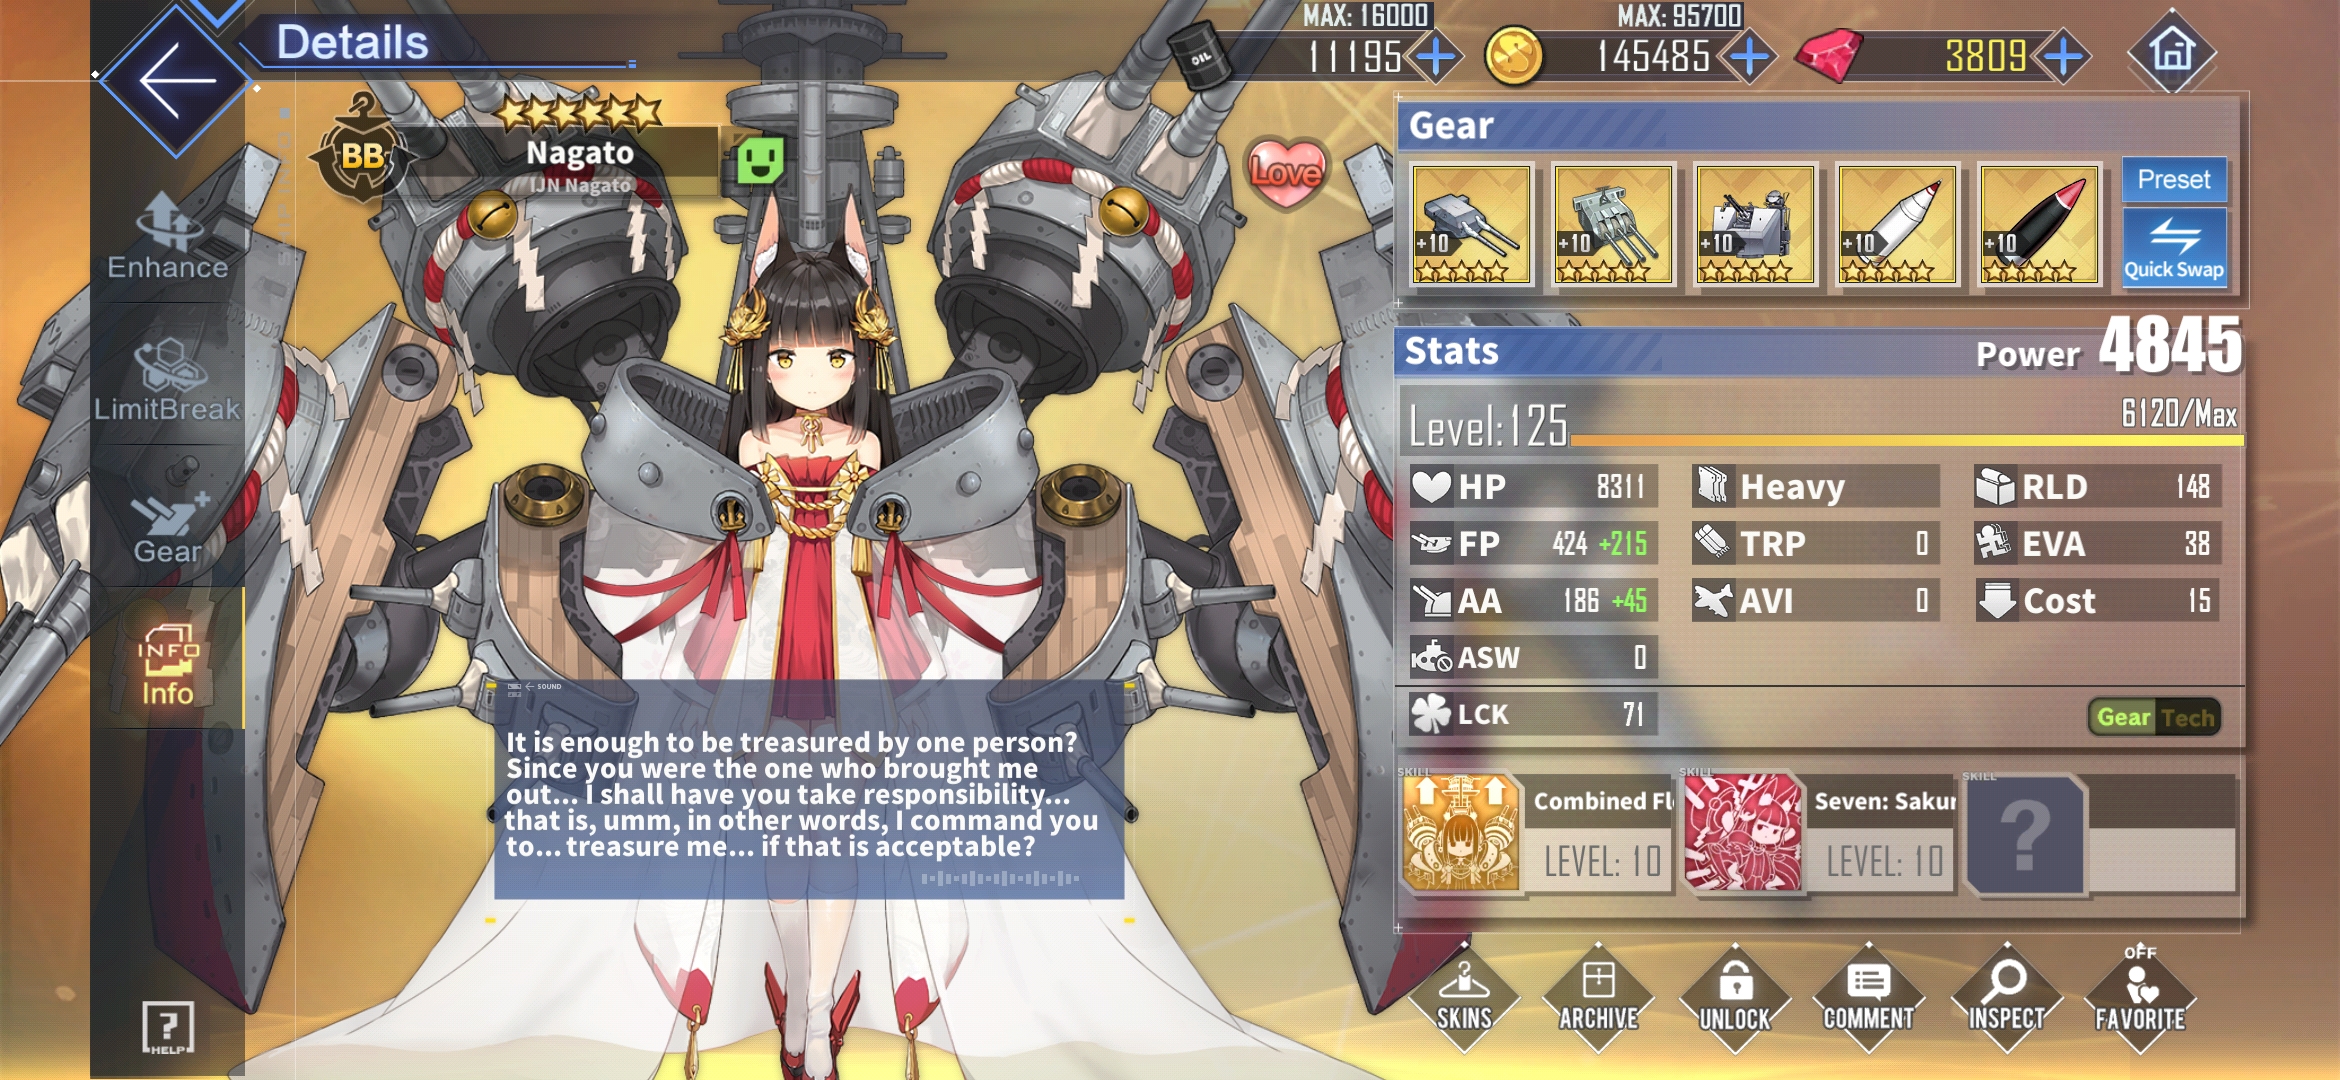 Details
MAX: 16000
11195
MAX: 95700
145485
3809
OIL
BB
Nagato
IJN Nagato
Love
Enhance
LimitBreak
Gear
INFO
Info
HELP
Gear
+10
+10
+10
+10
+10
Preset
Quick Swap
Stats
Power 4845
Level:125
6120/Max
HP 8311
Heavy
RLD 148
FP 424 +215
TRP 0
EVA 38
AA 186 +45
AVI 0
Cost 15
ASW 0
LCK 71
Gear Tech
SOUND
It is enough to be treasured by one person?
Since you were the one who brought me
out... I shall have you take responsibility...
that is, umm, in other words, I command you
to... treasure me... if that is acceptable?
SKILL
Combined Fl
LEVEL: 10
SKILL
Seven: Sakur
LEVEL: 10
SKILL
?
SKINS
ARCHIVE
UNLOCK
COMMENT
INSPECT
OFF
FAVORITE